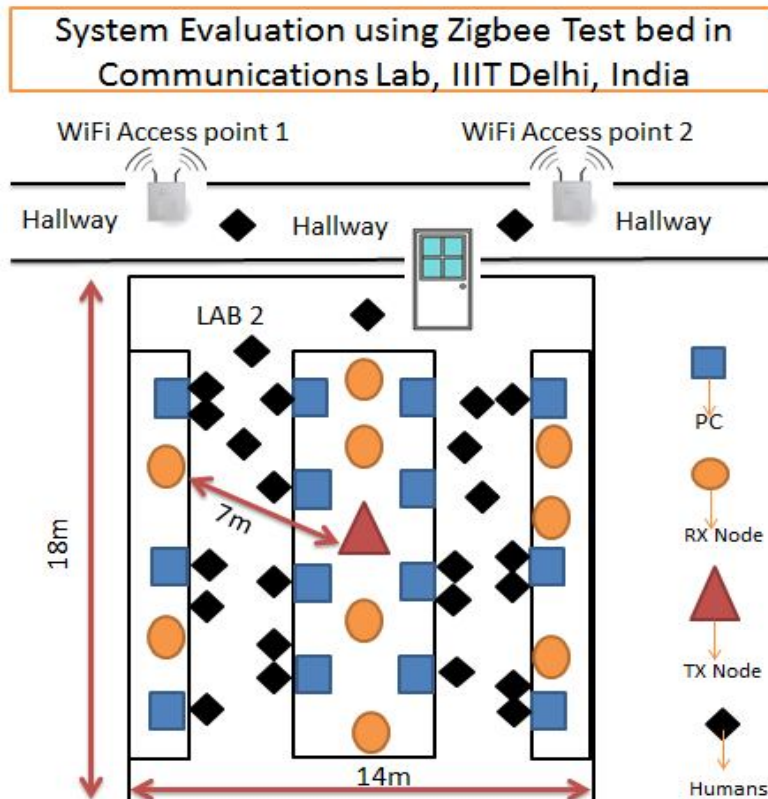 System Evaluation using Zigbee Test bed in
Communications Lab, IIIT Delhi, India
WiFi Access point 1
WiFi Access point 2
Hallway
Hallway
Hallway
LAB 2
PC
7m
18m
RX Node
TX Node
14m
Humans